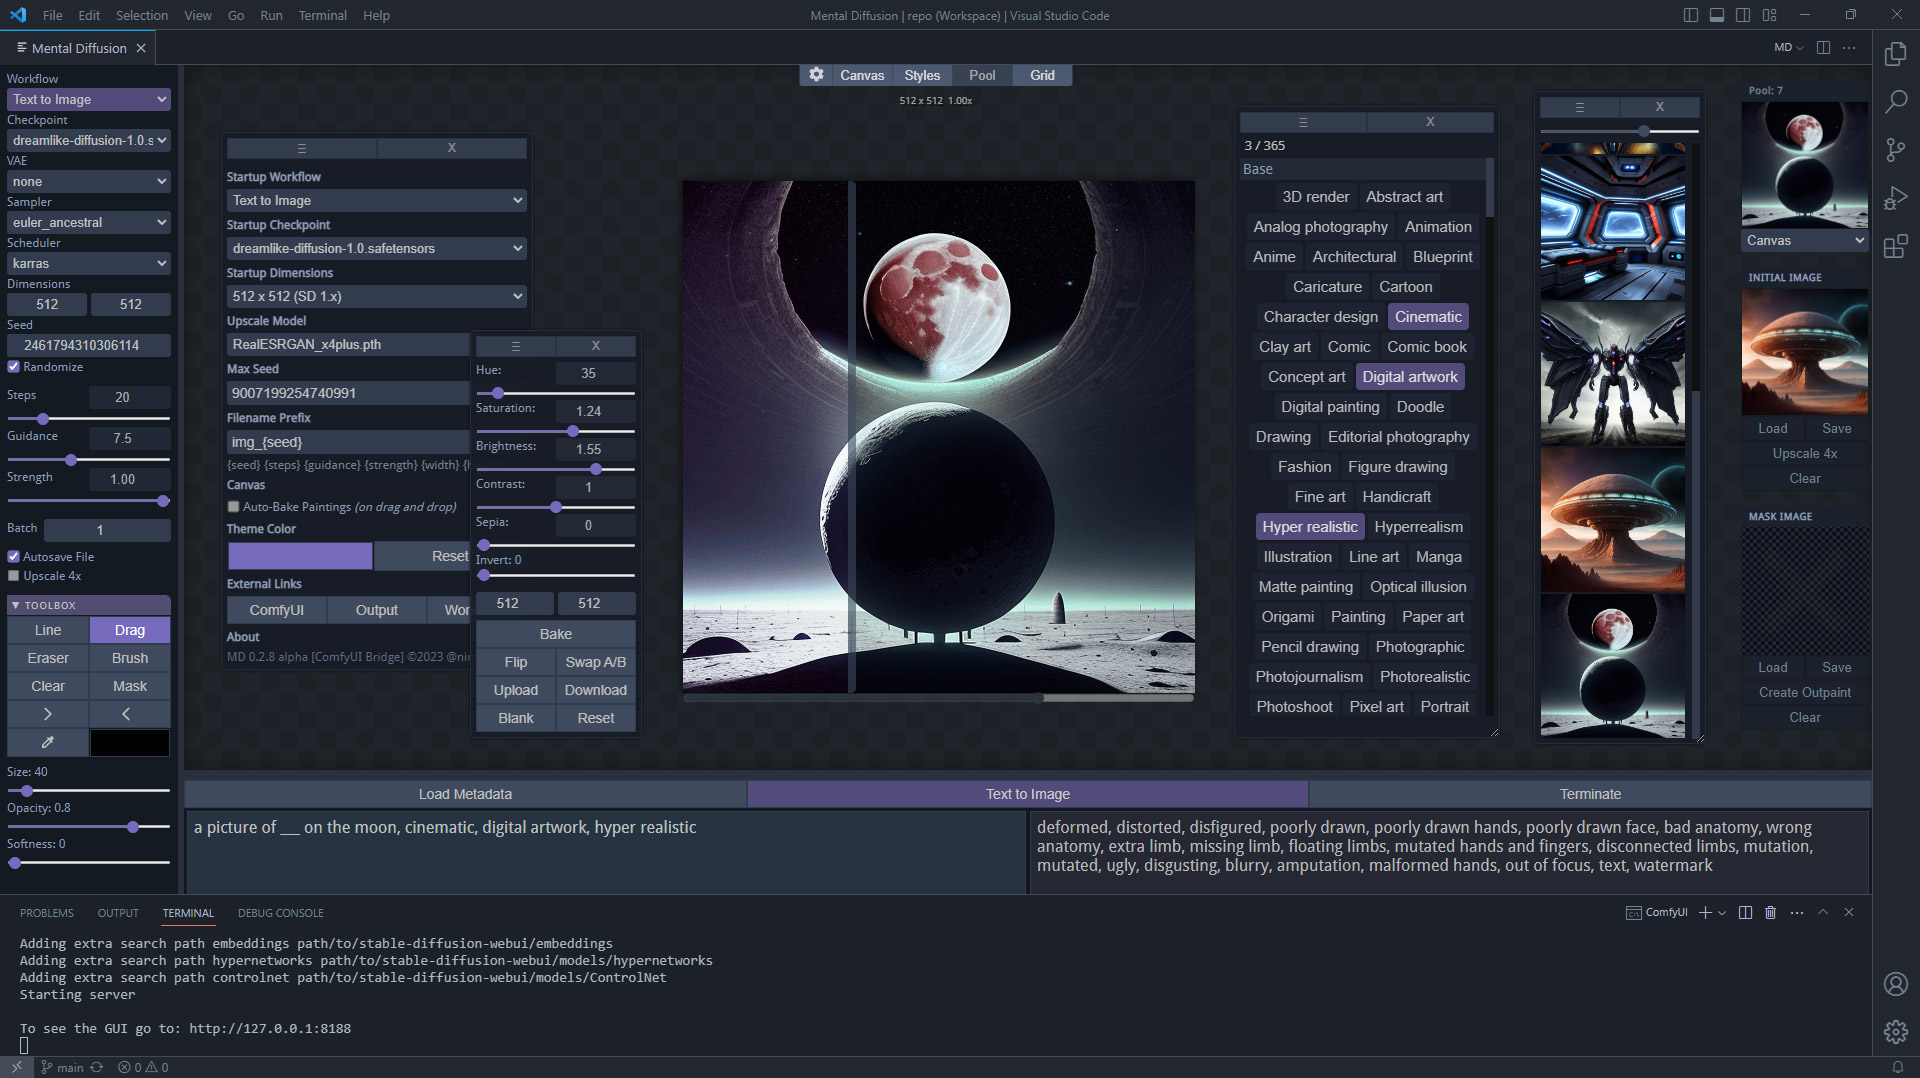 File Edit Selection View Go Run Terminal Help
Mental Diffusion | repo (Workspace) | Visual Studio Code
Mental Diffusion
MD
Workflow
Text to Image
Checkpoint
dreamlike-diffusion-1.0.s
VAE
none
Sampler
euler_ancestral
Scheduler
karras
Dimensions
512 512
Seed
2461794310306114
Randomize
Steps 20
Guidance 7.5
Strength 1.00
Batch 1
Autosave File
Upscale 4x
TOOLBOX
Line Drag
Eraser Brush
Clear Mask
Size: 40
Opacity: 0.8
Softness: 0
Canvas Styles Pool Grid
512 x 512 1.00x
X
Startup Workflow
Text to Image
Startup Checkpoint
dreamlike-diffusion-1.0.safetensors
Startup Dimensions
512 x 512 (SD 1.x)
Upscale Model
RealESRGAN_x4plus.pth
Max Seed
9007199254740991
Filename Prefix
img_{seed}
{seed} {steps} {guidance} {strength} {width} {h
Canvas
Auto-Bake Paintings (on drag and drop)
Theme Color
Reset
External Links
ComfyUI Output Wor
About
MD 0.2.8 alpha [ComfyUI Bridge] ©2023 @nir
X
Hue: 35
Saturation: 1.24
Brightness: 1.55
Contrast: 1
Sepia: 0
Invert: 0
512 512
Bake
Flip Swap A/B
Upload Download
Blank Reset
X
3 / 365
Base
3D render Abstract art
Analog photography Animation
Anime Architectural Blueprint
Caricature Cartoon
Character design Cinematic
Clay art Comic Comic book
Concept art Digital artwork
Digital painting Doodle
Drawing Editorial photography
Fashion Figure drawing
Fine art Handicraft
Hyper realistic Hyperrealism
Illustration Line art Manga
Matte painting Optical illusion
Origami Painting Paper art
Pencil drawing Photographic
Photojournalism Photorealistic
Photoshoot Pixel art Portrait
X
Pool: 7
Canvas
INITIAL IMAGE
Load Save
Upscale 4x
Clear
MASK IMAGE
Load Save
Create Outpaint
Clear
Load Metadata Text to Image Terminate
a picture of ___ on the moon, cinematic, digital artwork, hyper realistic
deformed, distorted, disfigured, poorly drawn, poorly drawn hands, poorly drawn face, bad anatomy, wrong
anatomy, extra limb, missing limb, floating limbs, mutated hands and fingers, disconnected limbs, mutation,
mutated, ugly, disgusting, blurry, amputation, malformed hands, out of focus, text, watermark
PROBLEMS OUTPUT TERMINAL DEBUG CONSOLE
ComfyUI
Adding extra search path embeddings path/to/stable-diffusion-webui/embeddings
Adding extra search path hypernetworks path/to/stable-diffusion-webui/models/hypernetworks
Adding extra search path controlnet path/to/stable-diffusion-webui/models/ControlNet
Starting server
To see the GUI go to: http://127.0.0.1:8188
main 0 0